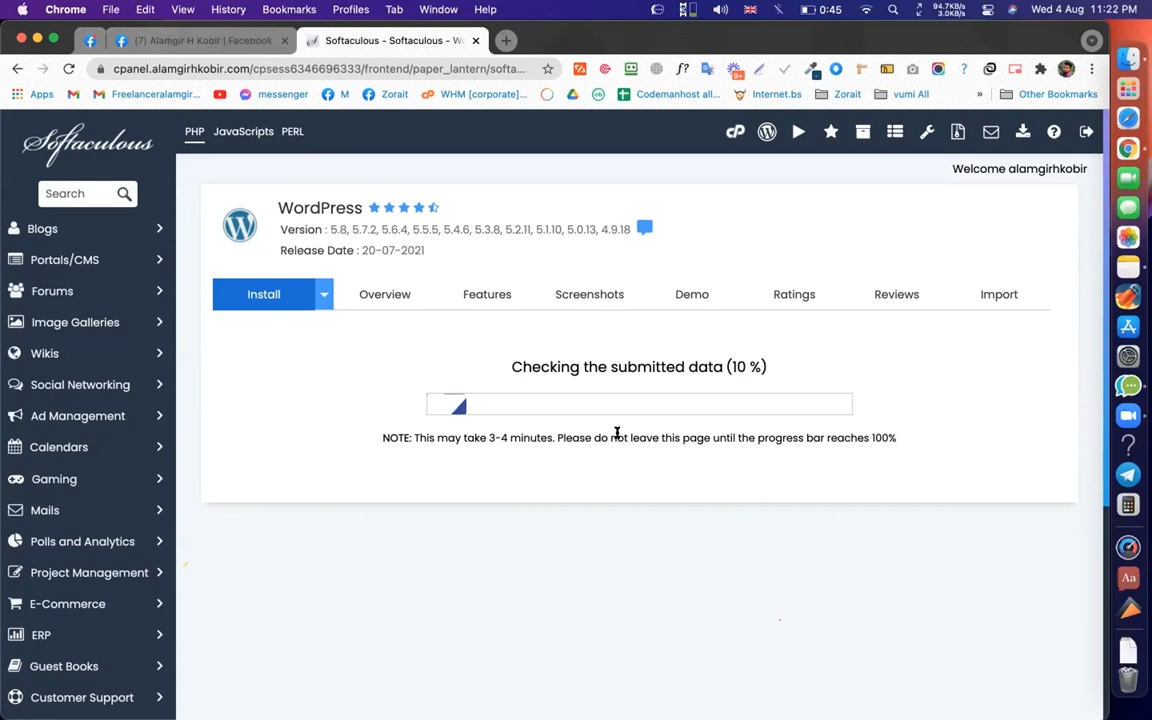 Chrome File Edit View History Bookmarks Profiles Tab Window Help 0:45 94.7KB/s 3.0KB/s Wed 4 Aug 11:22 PM
(7) Alamgir H Kobir | Facebook
Softaculous - Softaculous - Wo
cpanel.alamgirhkobir.com/cpsess6346696333/frontend/paper_lantern/softa...
Apps Freelanceralamgir... messenger M Zorait WHM [corporate]... Codemanhost all... Internet.bs Zorait vumi All » Other Bookmarks
Softaculous
PHP JavaScripts PERL
Welcome alamgirhkobir
Search
Blogs
Portals/CMS
Forums
Image Galleries
Wikis
Social Networking
Ad Management
Calendars
Gaming
Mails
Polls and Analytics
Project Management
E-Commerce
ERP
Guest Books
Customer Support
WordPress
Version : 5.8, 5.7.2, 5.6.4, 5.5.5, 5.4.6, 5.3.8, 5.2.11, 5.1.10, 5.0.13, 4.9.18
Release Date : 20-07-2021
Install Overview Features Screenshots Demo Ratings Reviews Import
Checking the submitted data (10 %)
NOTE: This may take 3-4 minutes. Please do not leave this page until the progress bar reaches 100%